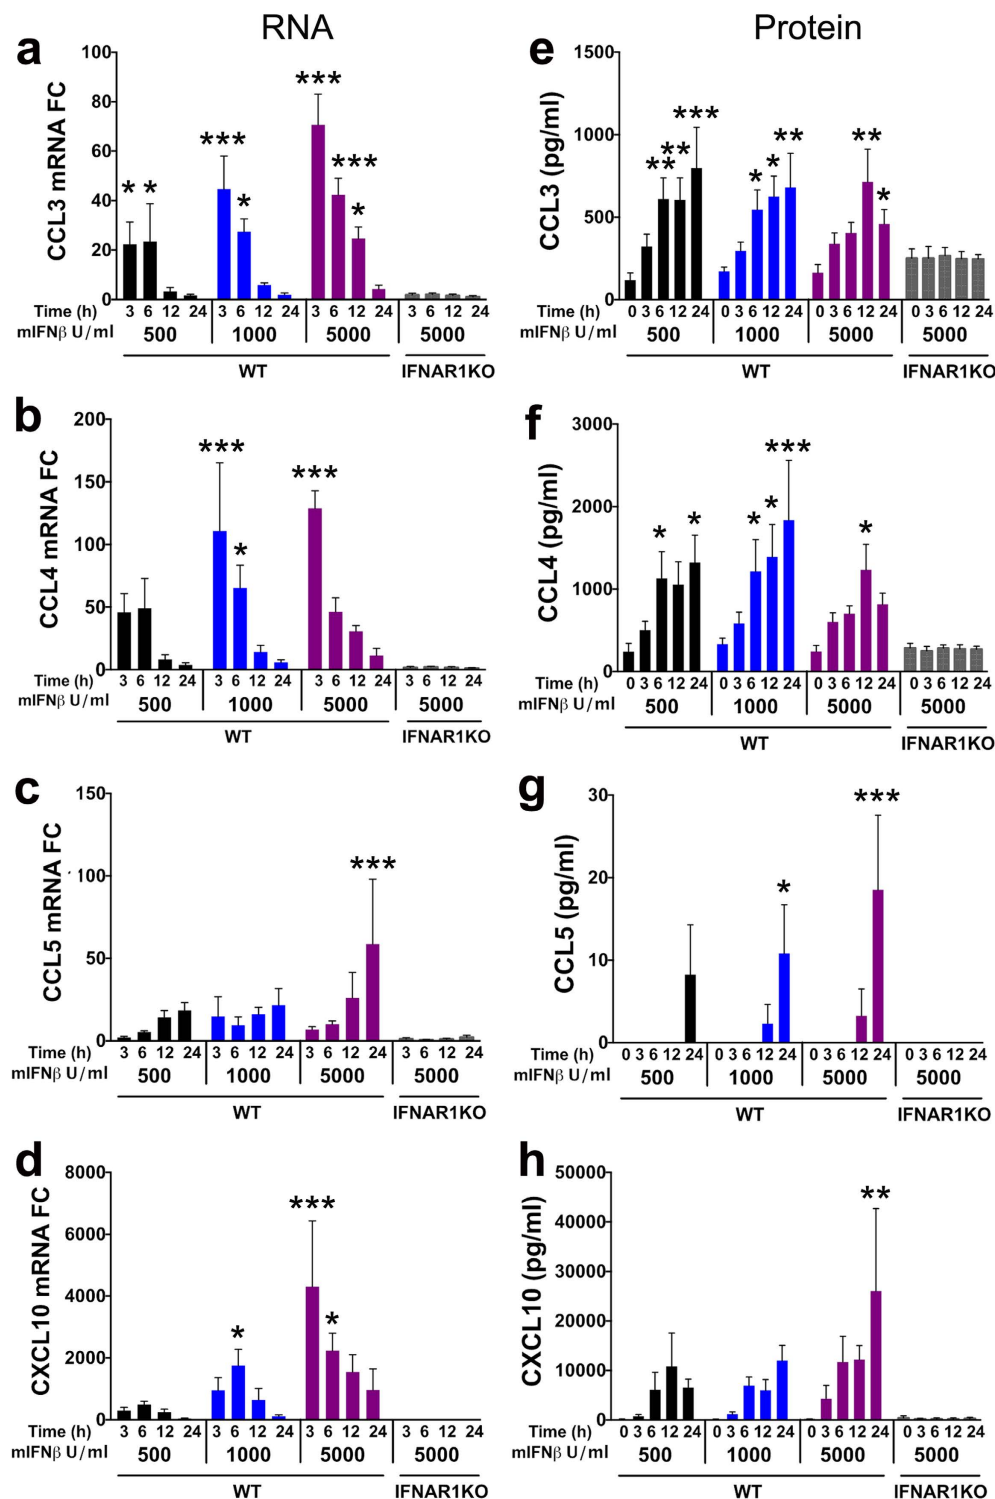 RNA
Protein
a
100
80
60
40
20
0
CCL3 mRNA FC
* * *** * *** *** *
Time (h) 3 6 12 24 3 6 12 24 3 6 12 24 3 6 12 24
mIFNβ U/ml 500 1000 5000 5000
WT IFNAR1KO
e
1500
1000
500
0
CCL3 (pg/ml)
** ** *** * * ** ** *
Time (h) 0 3 6 12 24 0 3 6 12 24 0 3 6 12 24 0 3 6 12 24
mIFNβ U/ml 500 1000 5000 5000
WT IFNAR1KO
b
200
150
100
50
0
CCL4 mRNA FC
*** * ***
Time (h) 3 6 12 24 3 6 12 24 3 6 12 24 3 6 12 24
mIFNβ U/ml 500 1000 5000 5000
WT IFNAR1KO
f
3000
2000
1000
0
CCL4 (pg/ml)
* * * * *** *
Time (h) 0 3 6 12 24 0 3 6 12 24 0 3 6 12 24 0 3 6 12 24
mIFNβ U/ml 500 1000 5000 5000
WT IFNAR1KO
c
150
100
50
0
CCL5 mRNA FC
***
Time (h) 3 6 12 24 3 6 12 24 3 6 12 24 3 6 12 24
mIFNβ U/ml 500 1000 5000 5000
WT IFNAR1KO
g
30
20
10
0
CCL5 (pg/ml)
* ***
Time (h) 0 3 6 12 24 0 3 6 12 24 0 3 6 12 24 0 3 6 12 24
mIFNβ U/ml 500 1000 5000 5000
WT IFNAR1KO
d
8000
6000
4000
2000
0
CXCL10 mRNA FC
* *** *
Time (h) 3 6 12 24 3 6 12 24 3 6 12 24 3 6 12 24
mIFNβ U/ml 500 1000 5000 5000
WT IFNAR1KO
h
50000
40000
30000
20000
10000
0
CXCL10 (pg/ml)
**
Time (h) 0 3 6 12 24 0 3 6 12 24 0 3 6 12 24 0 3 6 12 24
mIFNβ U/ml 500 1000 5000 5000
WT IFNAR1KO